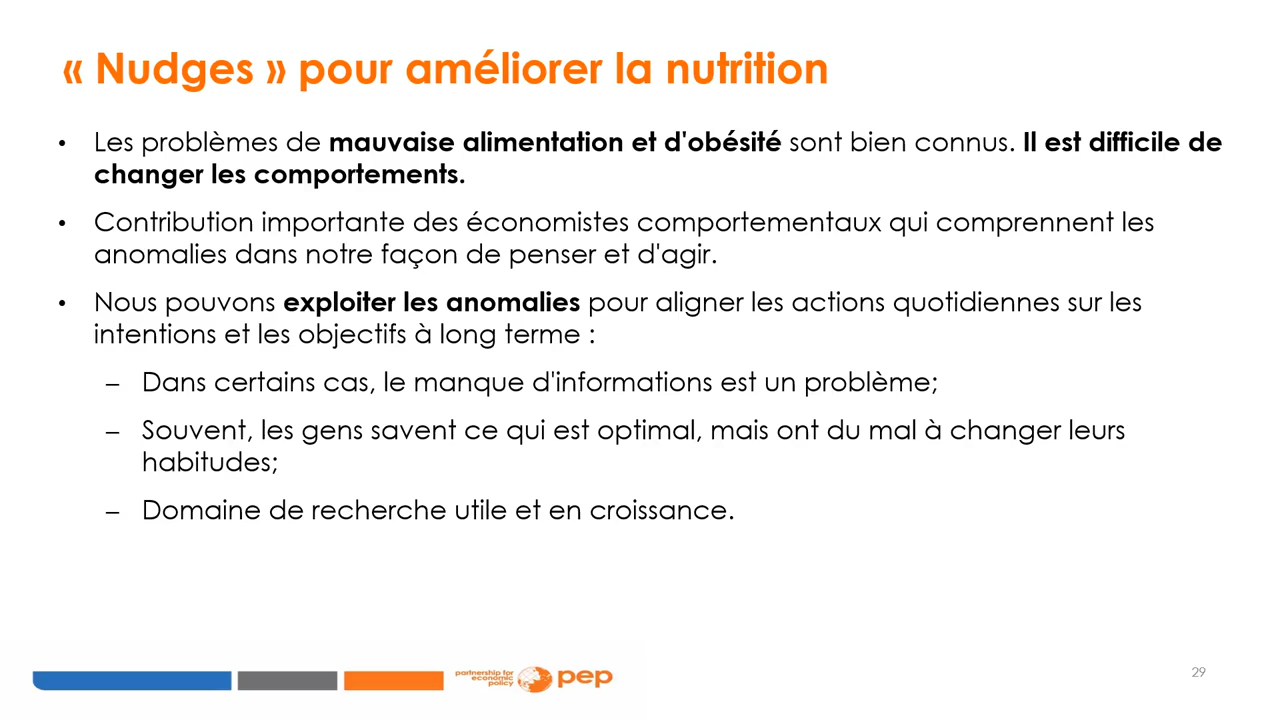 « Nudges » pour améliorer la nutrition
• Les problèmes de mauvaise alimentation et d'obésité sont bien connus. Il est difficile de
changer les comportements.
• Contribution importante des économistes comportementaux qui comprennent les
anomalies dans notre façon de penser et d'agir.
• Nous pouvons exploiter les anomalies pour aligner les actions quotidiennes sur les
intentions et les objectifs à long terme :
– Dans certains cas, le manque d'informations est un problème;
– Souvent, les gens savent ce qui est optimal, mais ont du mal à changer leurs
habitudes;
– Domaine de recherche utile et en croissance.
partnership for
economic
policy
pep
29